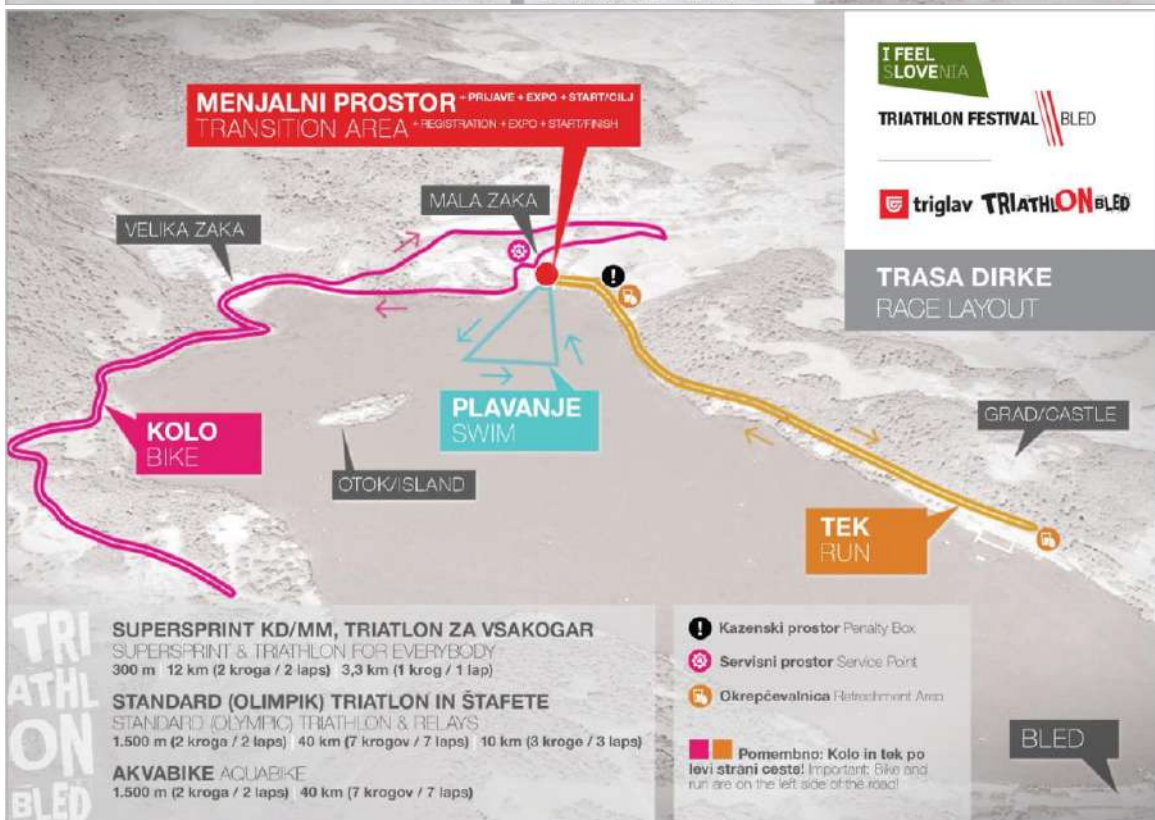 I FEEL
SLOVENIA
TRIATHLON FESTIVAL BLED
triglav TRIATHLON BLED
TRASA DIRKE
RACE LAYOUT
MENJALNI PROSTOR + PRIJAVE + EXPO + START/CILJ
TRANSITION AREA + REGISTRATION + EXPO + START/FINISH
MALA ZAKA
VELIKA ZAKA
PLAVANJE
SWIM
KOLO
BIKE
OTOK/ISLAND
GRAD/CASTLE
TEK
RUN
TRI
ATHL
ON
BLED
SUPERSPRINT KD/MM, TRIATLON ZA VSAKOGAR
SUPERSPRINT & TRIATHLON FOR EVERYBODY
300 m | 12 km (2 kroga / 2 laps) | 3,3 km (1 krog / 1 lap)
STANDARD (OLIMPIK) TRIATLON IN ŠTAFETE
STANDARD (OLYMPIC) TRIATHLON & RELAYS
1.500 m (2 kroga / 2 laps) | 40 km (7 krogov / 7 laps) | 10 km (3 kroge / 3 laps)
AKVABIKE AQUABIKE
1.500 m (2 kroga / 2 laps) | 40 km (7 krogov / 7 laps)
Kazenski prostor Penalty Box
Servisni prostor Service Point
Okrepčevalnica Refreshment Area
Pomembno: Kolo in tek po
levi strani ceste! Important: Bike and
run are on the left side of the road!
BLED